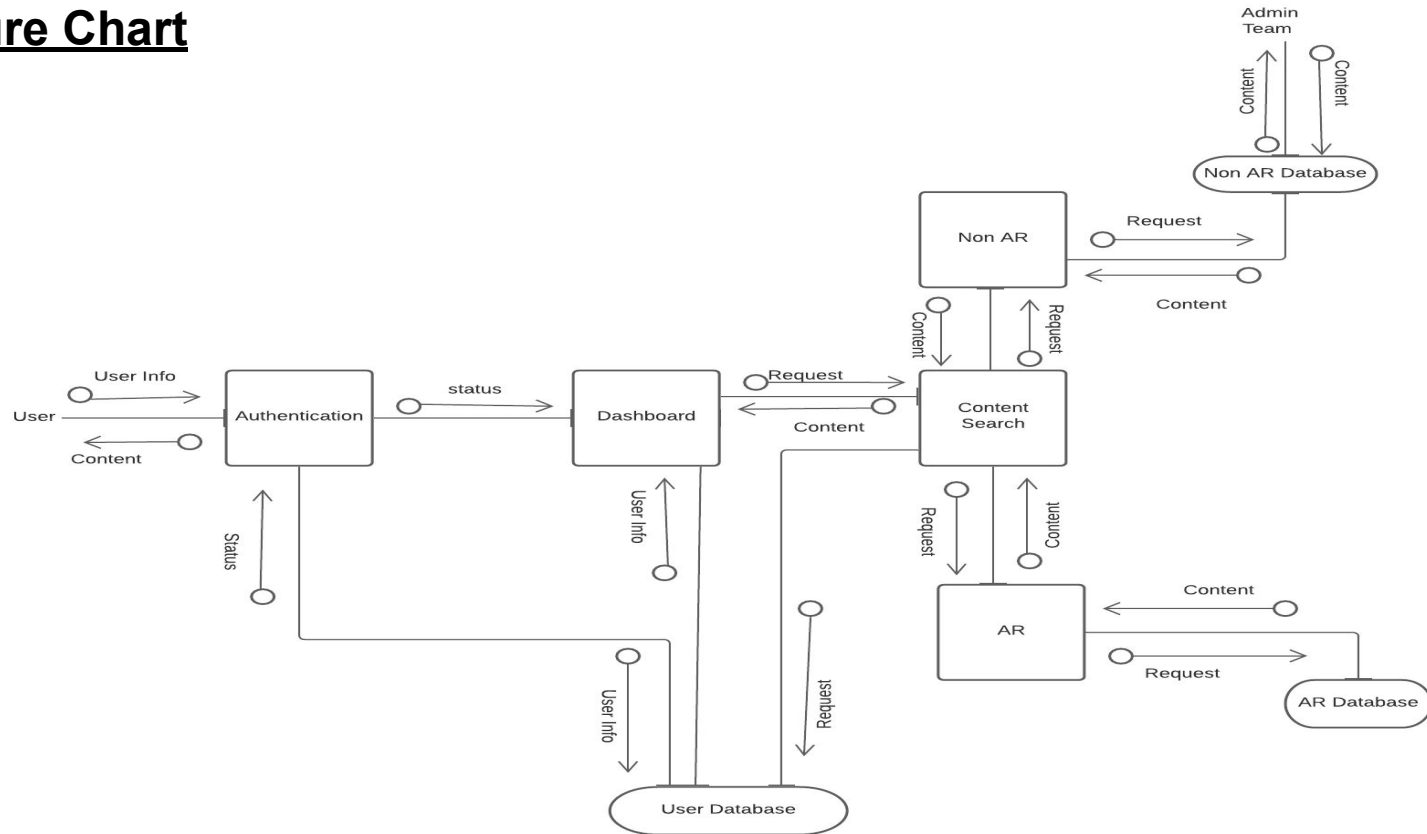 ure Chart
Admin
Team
Content
Content
Non AR Database
Non AR
Request
Content
Content
Request
User Info
status
Request
User
Authentication
Dashboard
Content
Search
Content
Content
Status
User Info
Request
Content
Content
AR
Request
User Info
Request
AR Database
User Database